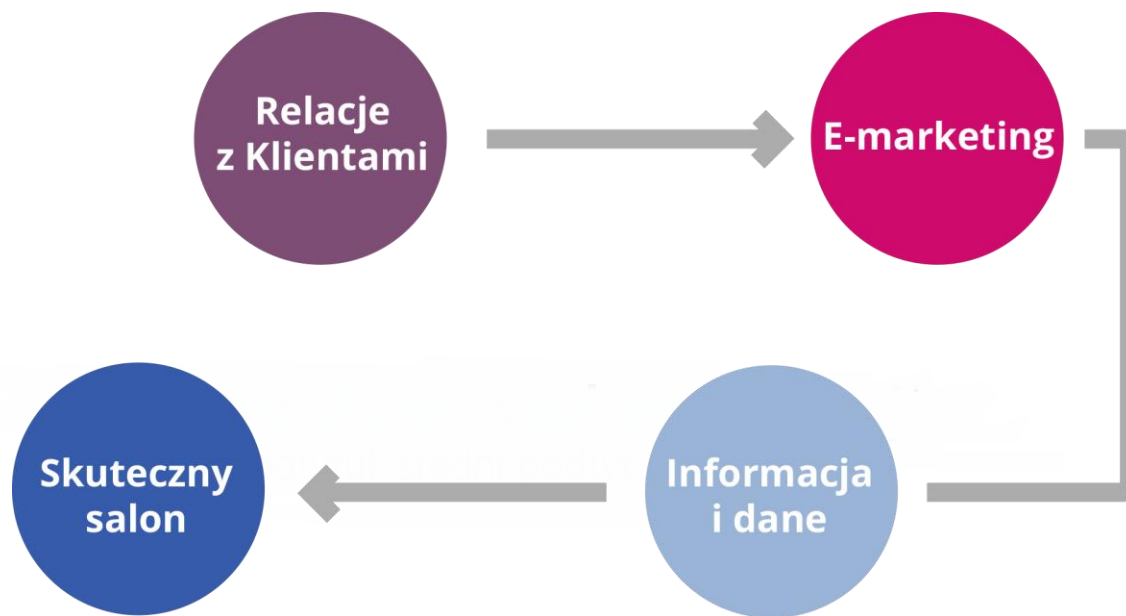 Relacje
z Klientami
E-marketing
Informacja
i dane
Skuteczny
salon